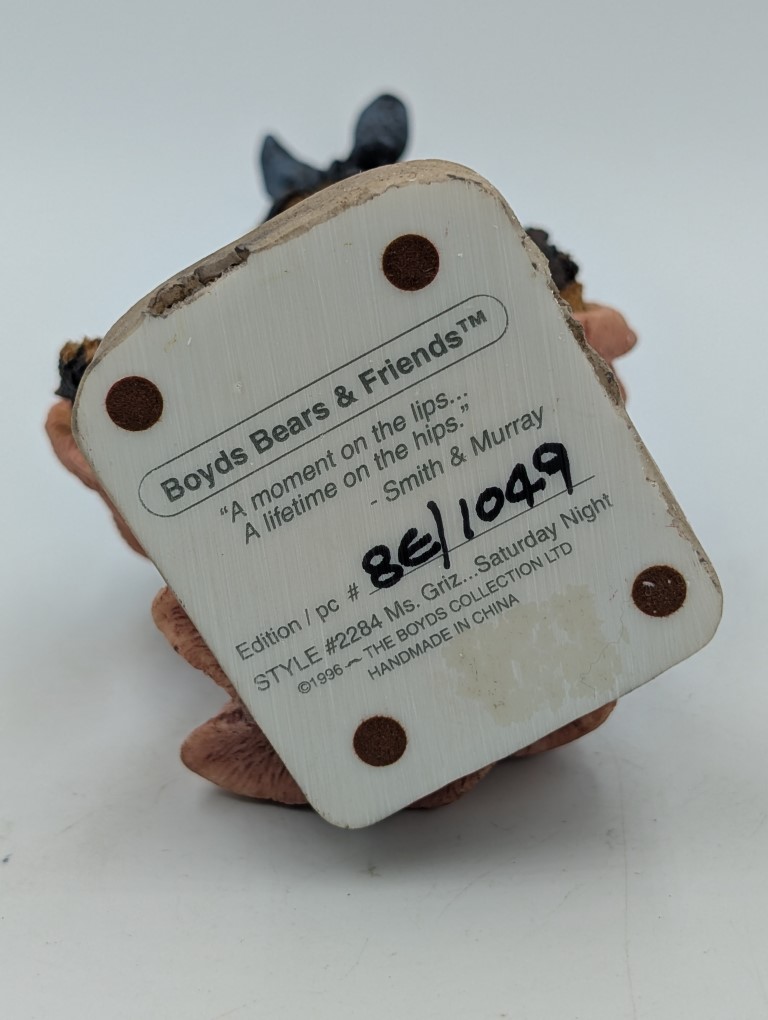 Boyds Bears & Friends™
“A moment on the lips...
A lifetime on the hips.”
- Smith & Murray
Edition / pc # 8E/1049
STYLE #2284 Ms. Griz...Saturday Night
©1996 THE BOYDS COLLECTION LTD
HANDMADE IN CHINA